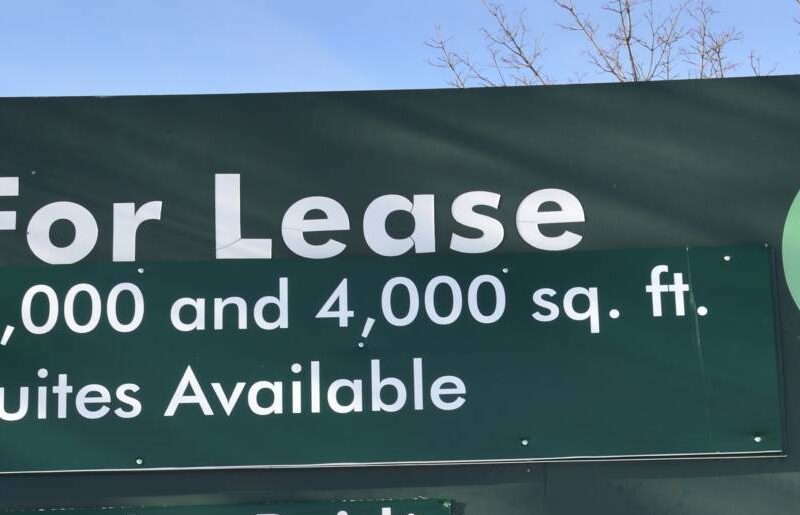 For Lease
,000 and 4,000 sq. ft.
uites Available